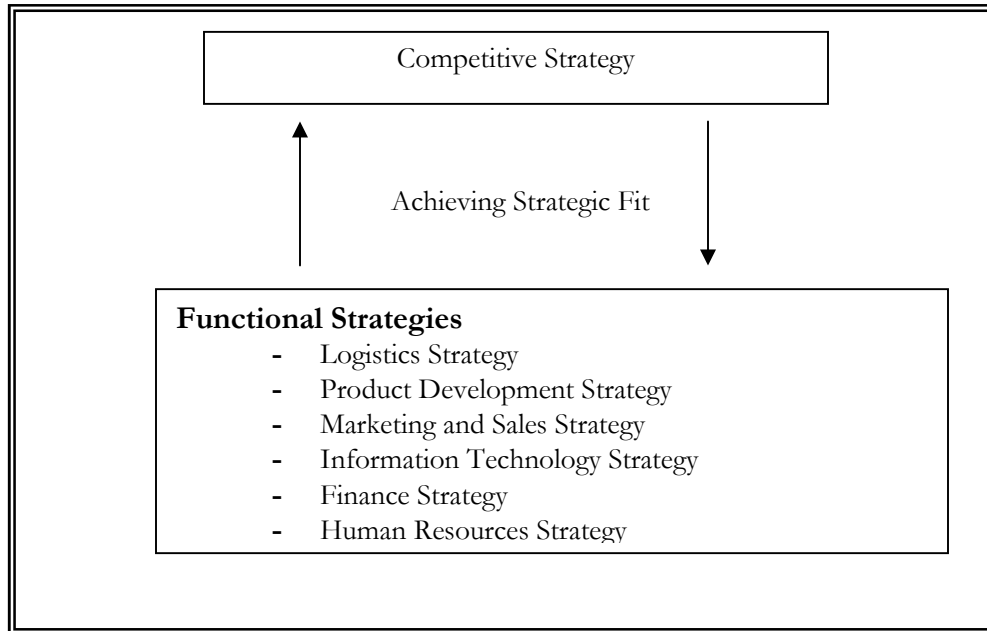 Competitive Strategy
Achieving Strategic Fit
Functional Strategies
- Logistics Strategy
- Product Development Strategy
- Marketing and Sales Strategy
- Information Technology Strategy
- Finance Strategy
- Human Resources Strategy